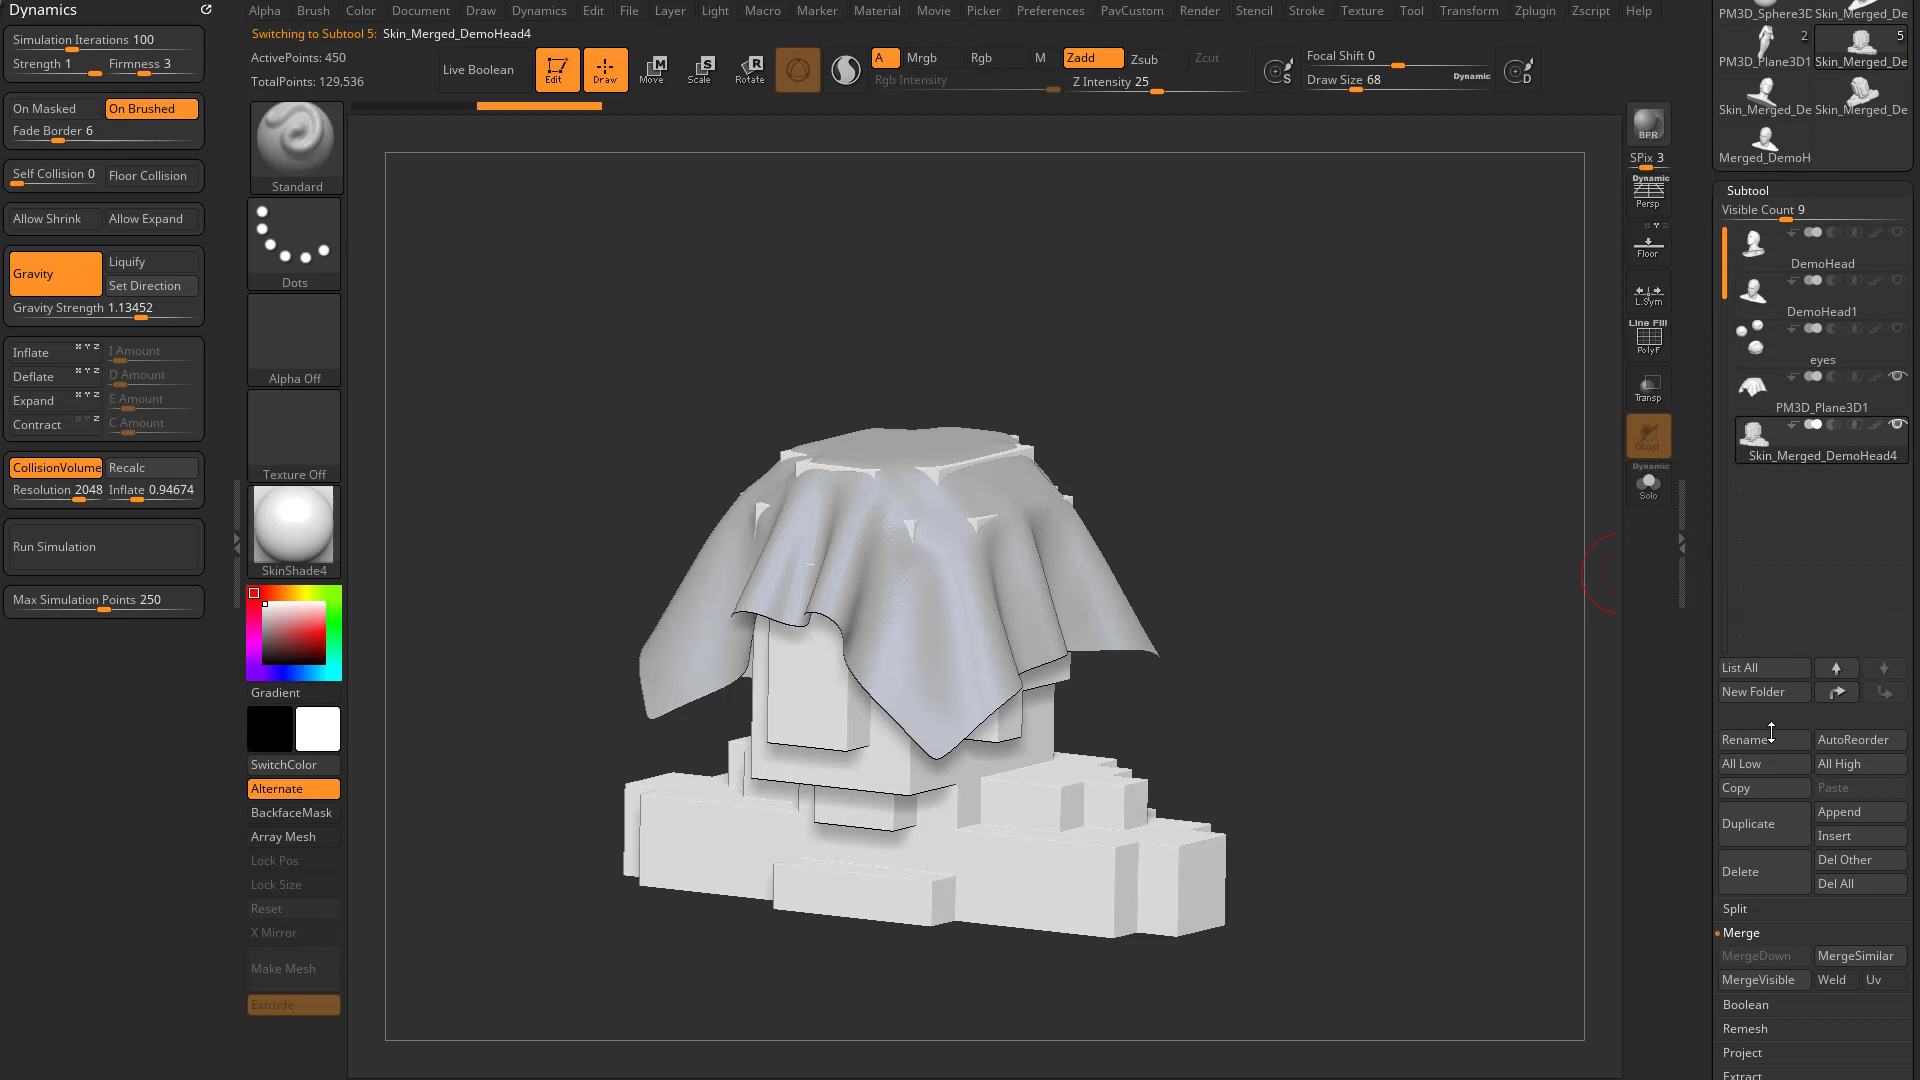 Dynamics
Alpha Brush Color Document Draw Dynamics Edit File Layer Light Macro Marker Material Movie Picker Preferences PavCustom Render Stencil Stroke Texture Tool Transform Zplugin Zscript Help
Simulation Iterations 100
Strength 1 Firmness 3
On Masked On Brushed
Fade Border 6
Self Collision 0 Floor Collision
Allow Shrink Allow Expand
Gravity Liquify
Set Direction
Gravity Strength 1.13452
Inflate X Y Z I Amount
Deflate X Y Z D Amount
Expand X Y Z E Amount
Contract X Y Z C Amount
CollisionVolume Recalc
Resolution 2048 Inflate 0.94674
Run Simulation
Max Simulation Points 250
Switching to Subtool 5: Skin_Merged_DemoHead4
ActivePoints: 450
TotalPoints: 129,536
Live Boolean Edit Draw Move Scale Rotate
A Mrgb Rgb M Zadd Zsub Zcut
Rgb Intensity Z Intensity 25
Focal Shift 0
Draw Size 68 Dynamic
S D
Standard
Dots
Alpha Off
Texture Off
SkinShade4
Gradient
SwitchColor
Alternate
BackfaceMask
Array Mesh
Lock Pos
Lock Size
Reset
X Mirror
Make Mesh
Extrude
BPR
SPix 3
Dynamic
Persp
Floor
L.Sym
Line Fill
PolyF
Transp
Ghost
Dynamic
Solo
PM3D_Sphere3D Skin_Merged_De
2 5
PM3D_Plane3D1 Skin_Merged_De
Skin_Merged_De Skin_Merged_De
Merged_DemoH
Subtool
Visible Count 9
DemoHead
DemoHead1
eyes
PM3D_Plane3D1
Skin_Merged_DemoHead4
List All
New Folder
Rename AutoReorder
All Low All High
Copy Paste
Duplicate Append
Insert
Delete Del Other
Del All
Split
Merge
MergeDown MergeSimilar
MergeVisible Weld Uv
Boolean
Remesh
Project
Extract